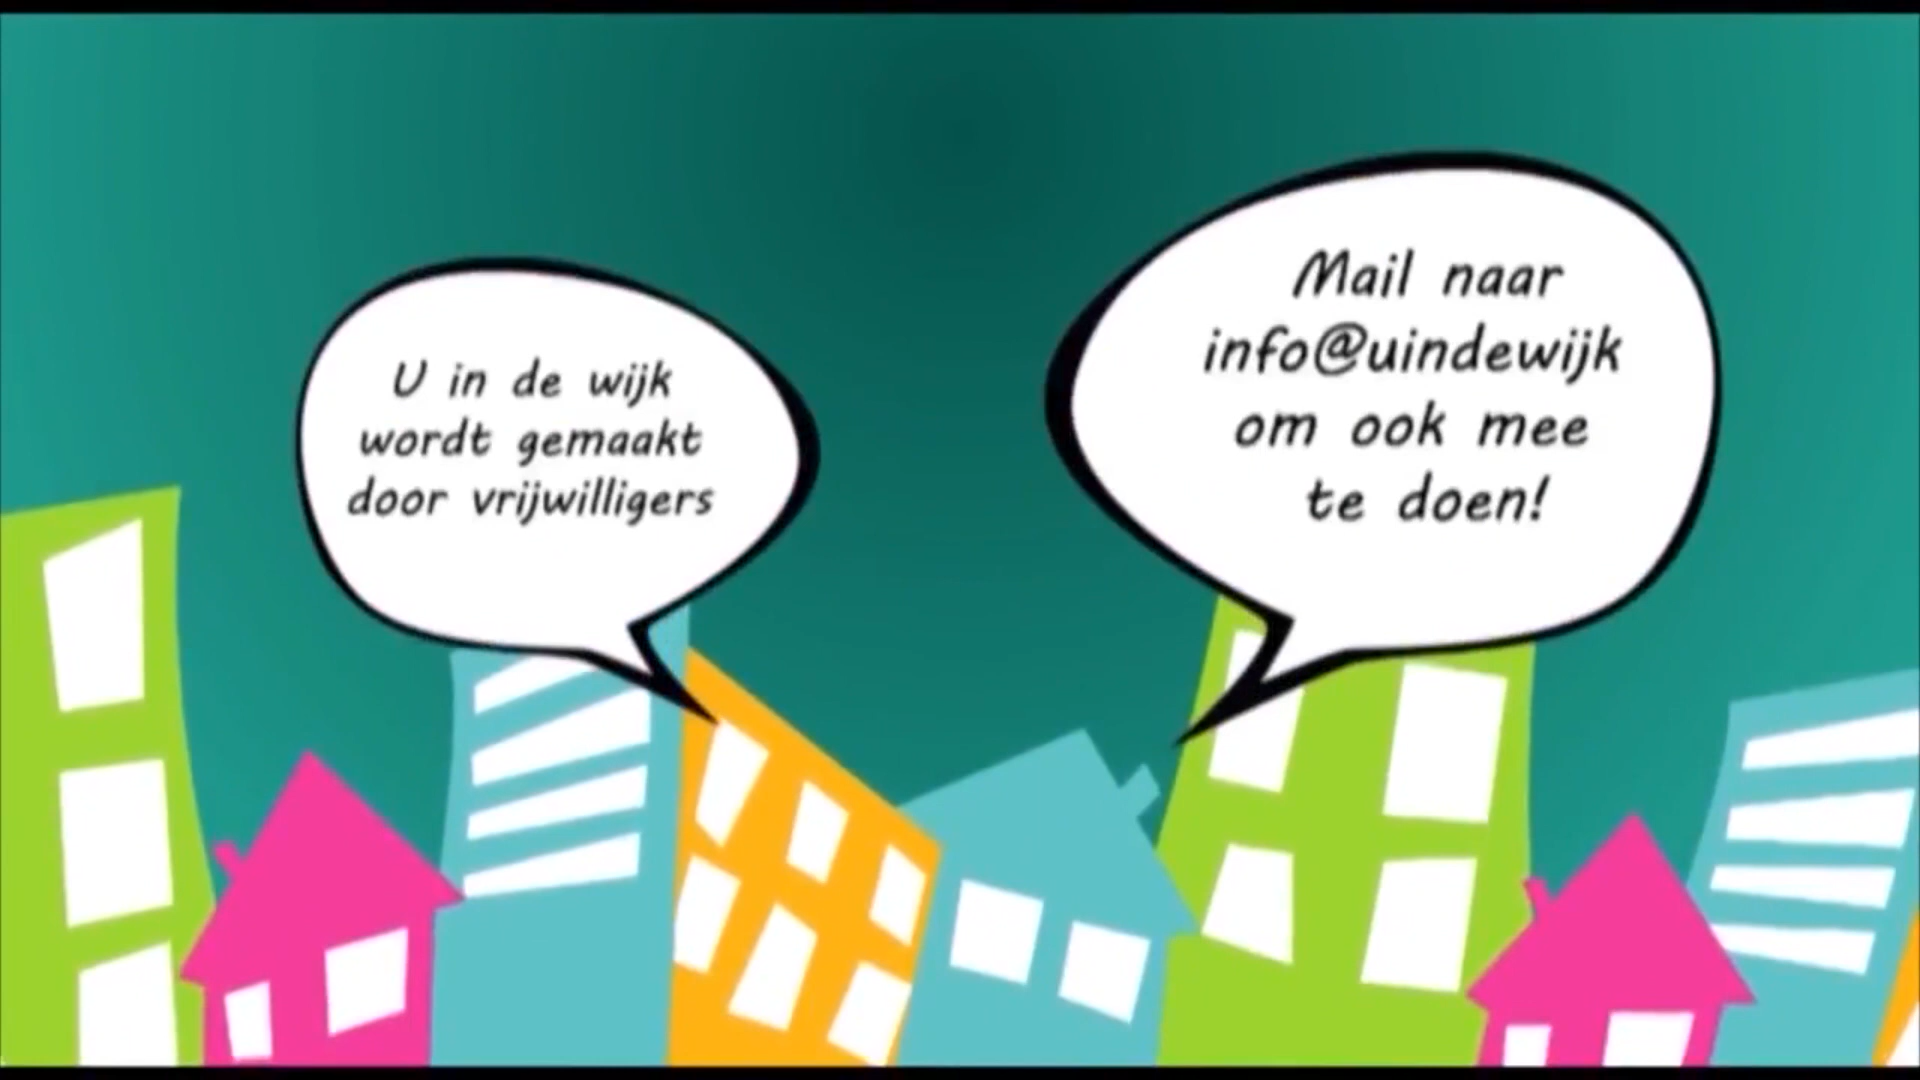 U in de wijk
wordt gemaakt
door vrijwilligers
Mail naar
info@uindewijk
om ook mee
te doen!